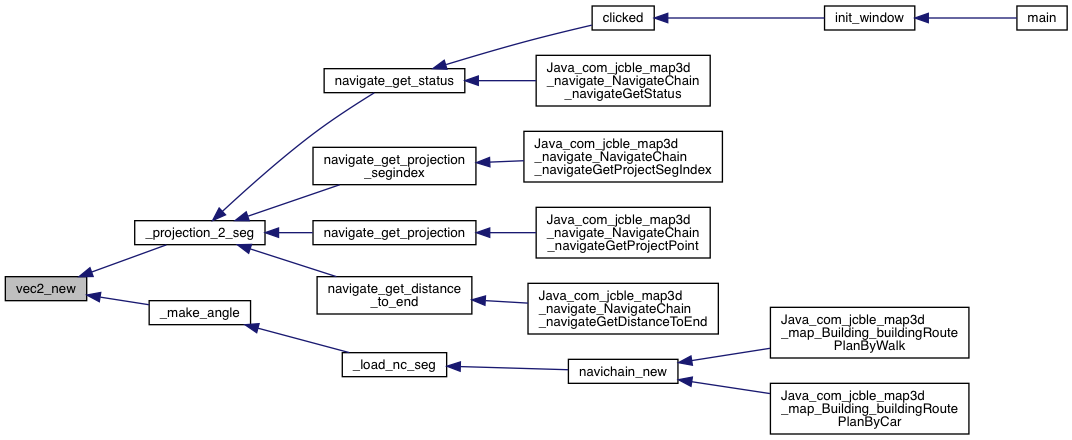 clicked
init_window
main
navigate_get_status
Java_com_jcble_map3d
_navigate_NavigateChain
_navigateGetStatus
navigate_get_projection
_segindex
Java_com_jcble_map3d
_navigate_NavigateChain
_navigateGetProjectSegIndex
_projection_2_seg
navigate_get_projection
Java_com_jcble_map3d
_navigate_NavigateChain
_navigateGetProjectPoint
vec2_new
navigate_get_distance
_to_end
Java_com_jcble_map3d
_navigate_NavigateChain
_navigateGetDistanceToEnd
_make_angle
_load_nc_seg
navichain_new
Java_com_jcble_map3d
_map_Building_buildingRoute
PlanByWalk
Java_com_jcble_map3d
_map_Building_buildingRoute
PlanByCar